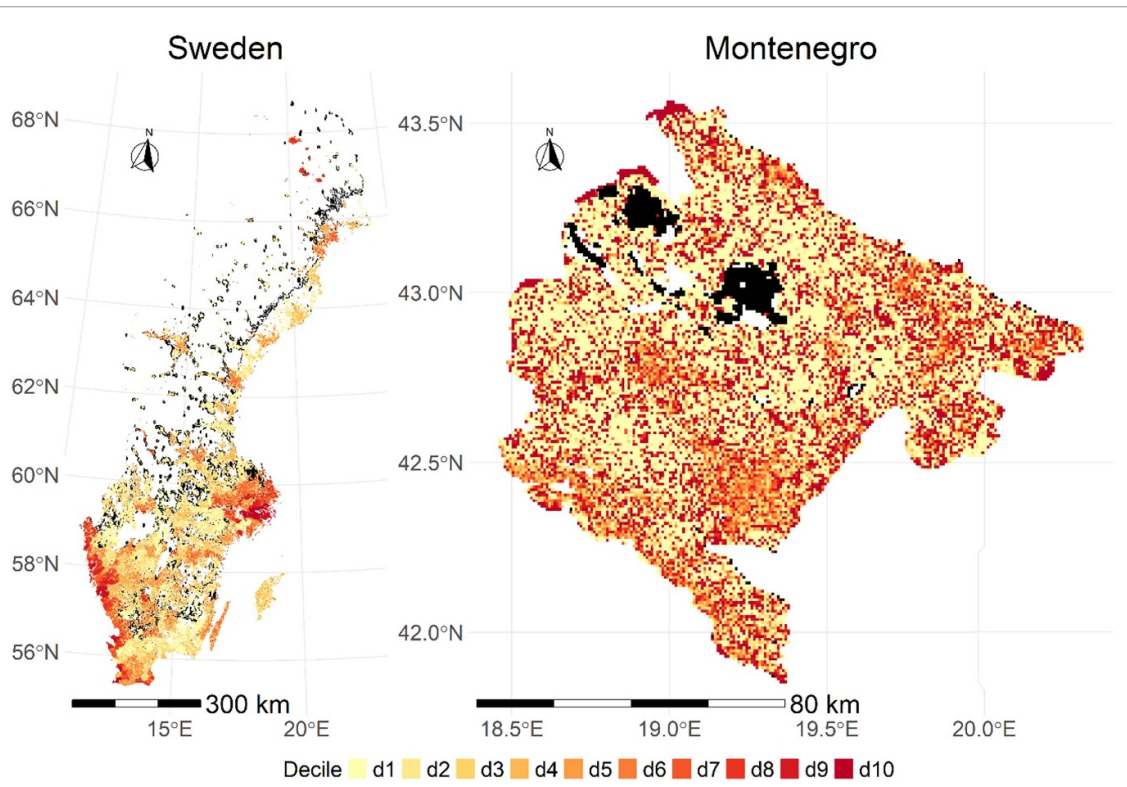 Sweden
Montenegro
68°N
66°N
64°N
62°N
60°N
58°N
56°N
N
300 km
15°E
20°E
43.5°N
43.0°N
42.5°N
42.0°N
N
80 km
18.5°E
19.0°E
19.5°E
20.0°E
Decile d1 d2 d3 d4 d5 d6 d7 d8 d9 d10